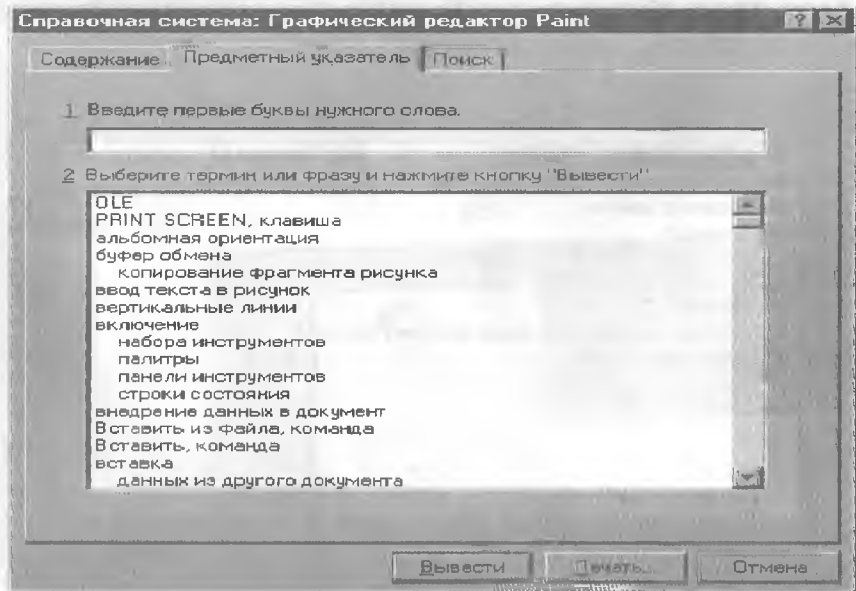 Справочная система: Графический редактор Paint
Содержание
Предметный указатель
Поиск
1 Введите первые буквы нужного слова.
2 Выберите термин или фразу и нажмите кнопку "Вывести"
OLE
PRINT SCREEN, клавиша
альбомная ориентация
буфер обмена
копирование фрагмента рисунка
ввод текста в рисунок
вертикальные линии
включение
набора инструментов
палитры
панели инструментов
строки состояния
внедрение данных в документ
Вставить из файла, команда
Вставить, команда
вставка
данных из другого документа
Вывести
Печать...
Отмена